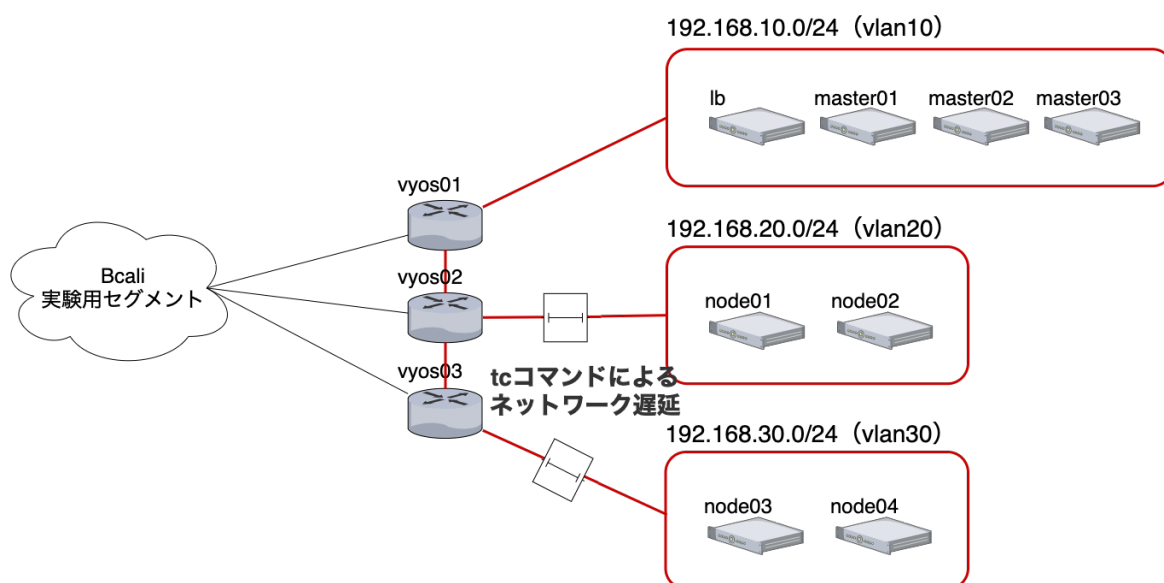 192.168.10.0/24（vlan10）
lb
master01
master02
master03
vyos01
192.168.20.0/24（vlan20）
Bcali
実験用セグメント
vyos02
node01
node02
vyos03
tcコマンドによる
ネットワーク遅延
192.168.30.0/24（vlan30）
node03
node04